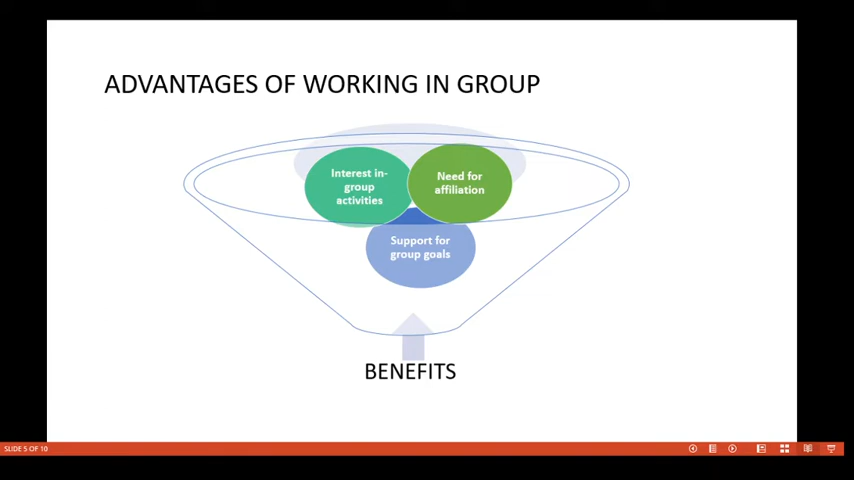 ADVANTAGES OF WORKING IN GROUP
Interest in-
group
activities
Need for
affiliation
Support for
group goals
BENEFITS
SLIDE 5 OF 10